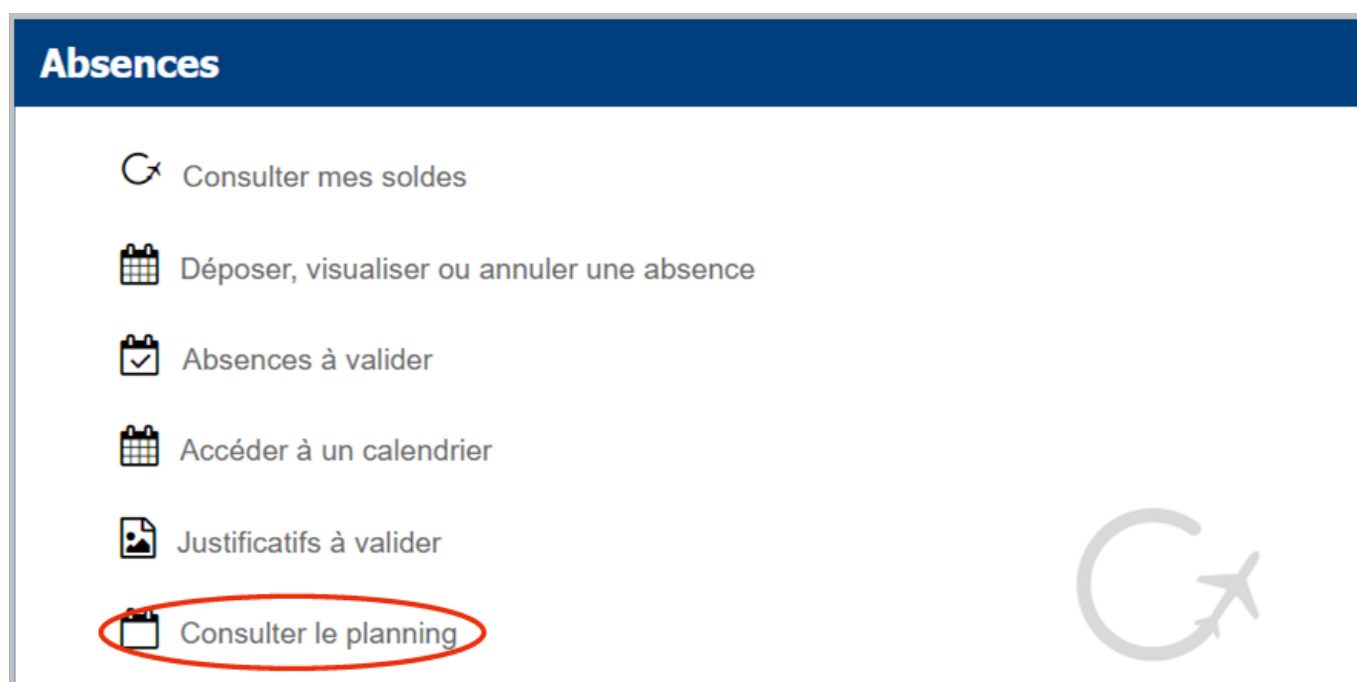 Absences
Consulter mes soldes
Déposer, visualiser ou annuler une absence
Absences à valider
Accéder à un calendrier
Justificatifs à valider
Consulter le planning